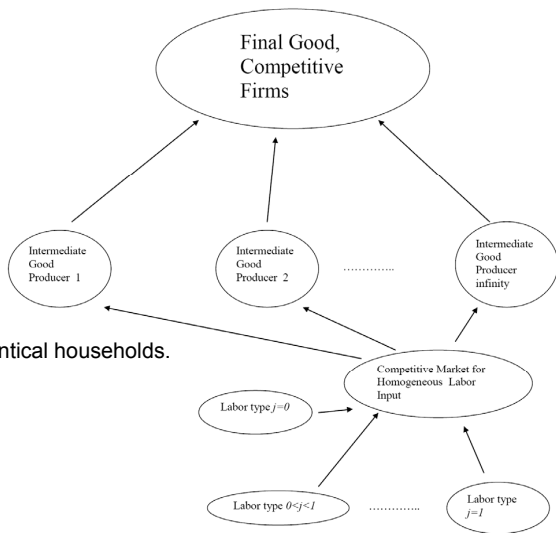 Final Good,
Competitive
Firms
Intermediate
Good
Producer 1
Intermediate
Good
Producer 2
.............
Intermediate
Good
Producer
infinity
ntical households.
Competitive Market for
Homogeneous Labor
Input
Labor type j=0
Labor type 0<j<1
.............
Labor type
j=1